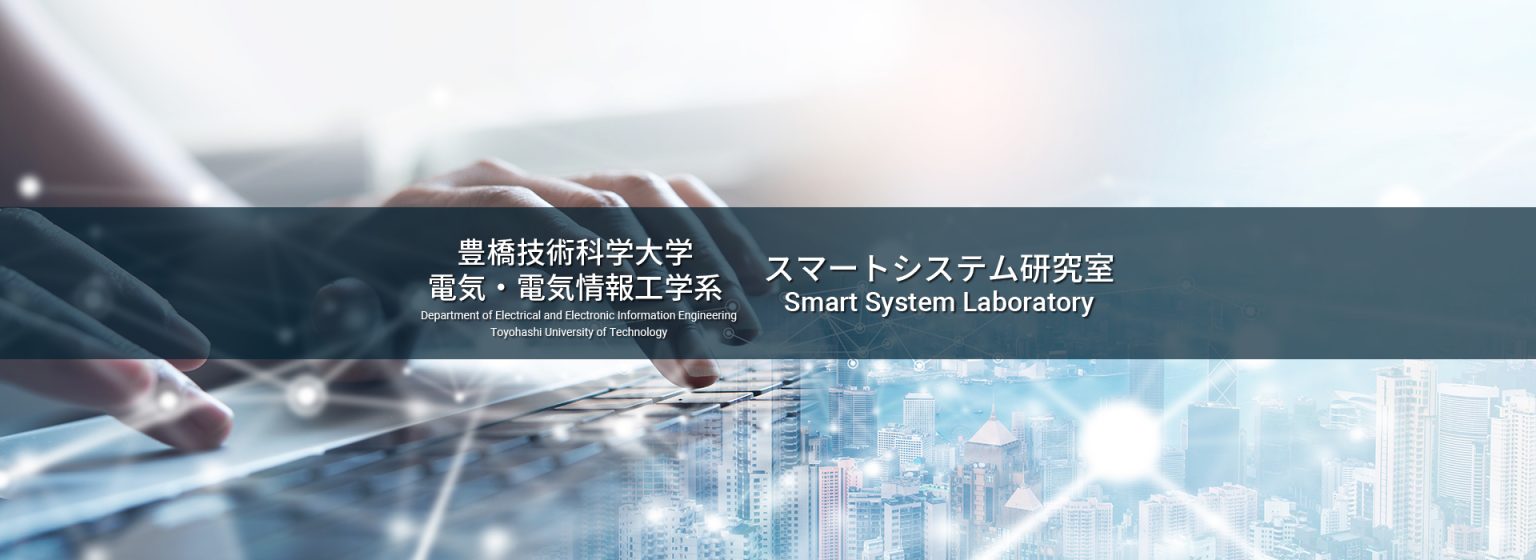 豊橋技術科学大学
電気・電気情報工学系
Department of Electrical and Electronic Information Engineering
Toyohashi University of Technology
スマートシステム研究室
Smart System Laboratory